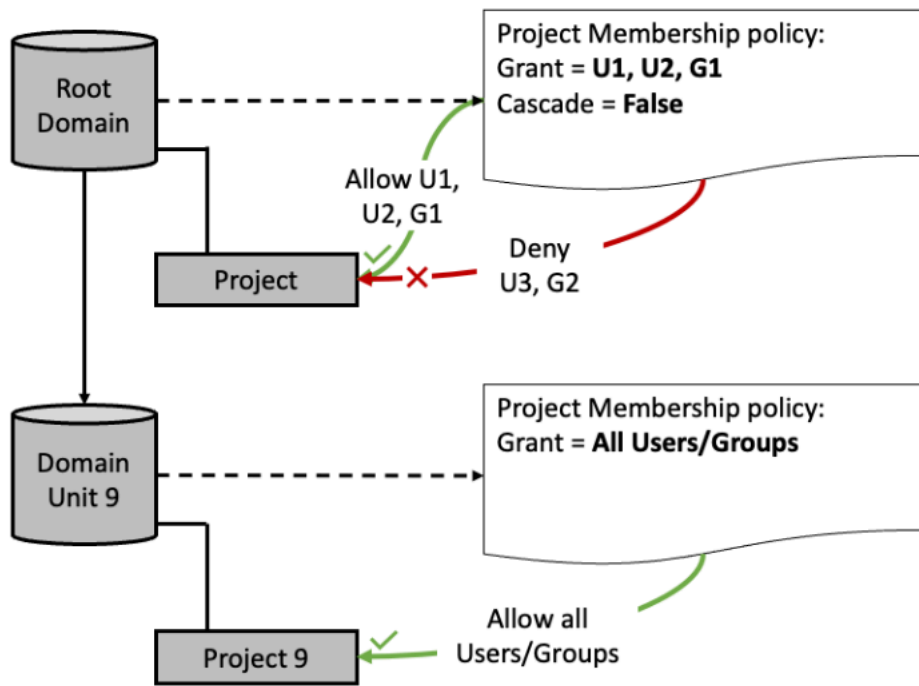 Root
Domain
Project Membership policy:
Grant = U1, U2, G1
Cascade = False
Allow U1,
U2, G1
Deny
U3, G2
Project
Domain
Unit 9
Project Membership policy:
Grant = All Users/Groups
Allow all
Users/Groups
Project 9